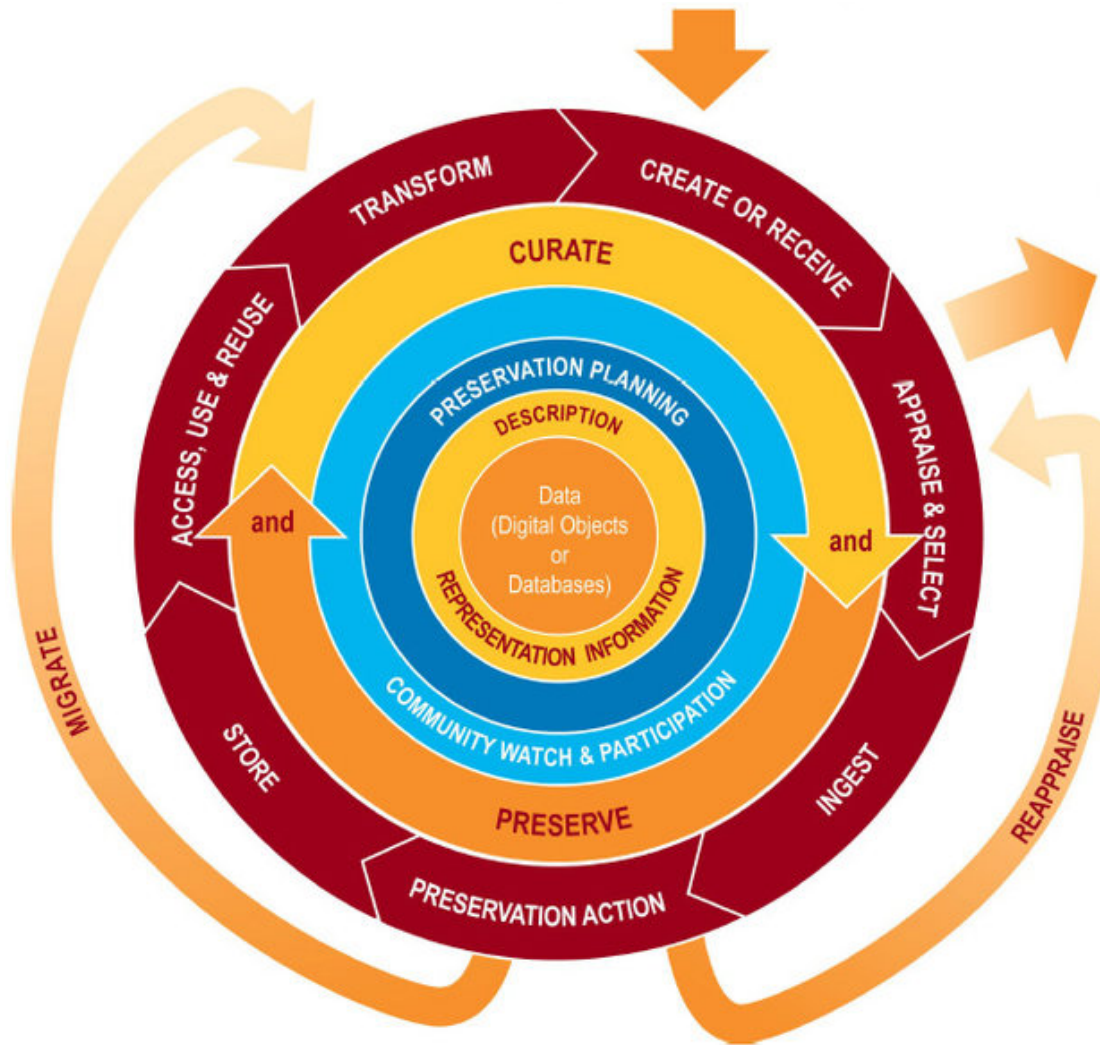 TRANSFORM
CREATE OR RECEIVE
CURATE
ACCESS, USE & REUSE
APPRAISE & SELECT
PRESERVATION PLANNING
DESCRIPTION
Data
(Digital Objects
or
Databases)
and
and
REPRESENTATION INFORMATION
COMMUNITY WATCH & PARTICIPATION
MIGRATE
STORE
INGEST
REAPPRAISE
PRESERVE
PRESERVATION ACTION